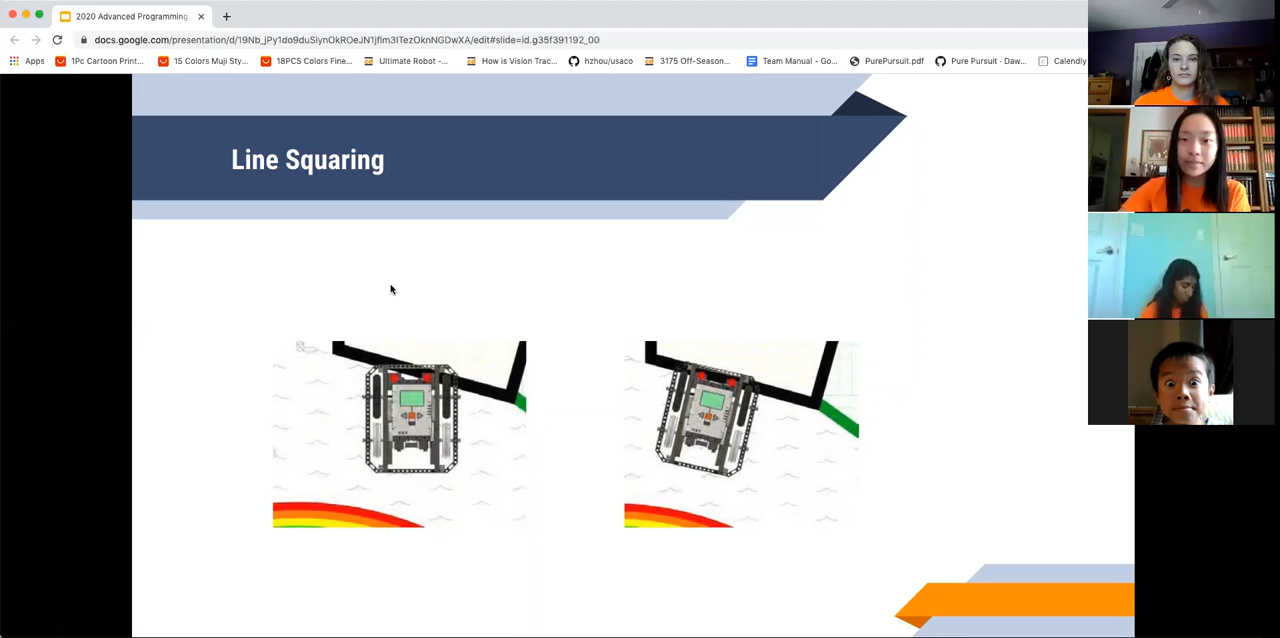 2020 Advanced Programming
docs.google.com/presentation/d/19Nb_jPy1do9duSiynOkROeJN1jflm3ITezOknNGDwXA/edit#slide=id.g35f391192_00
Apps 1Pc Cartoon Print... 15 Colors Muji Sty... 18PCS Colors Fine... Ultimate Robot -... How is Vision Trac... hzhou/usaco 3175 Off-Season... Team Manual - Go... PurePursuit.pdf Pure Pursuit · Daw... Calendly
Line Squaring